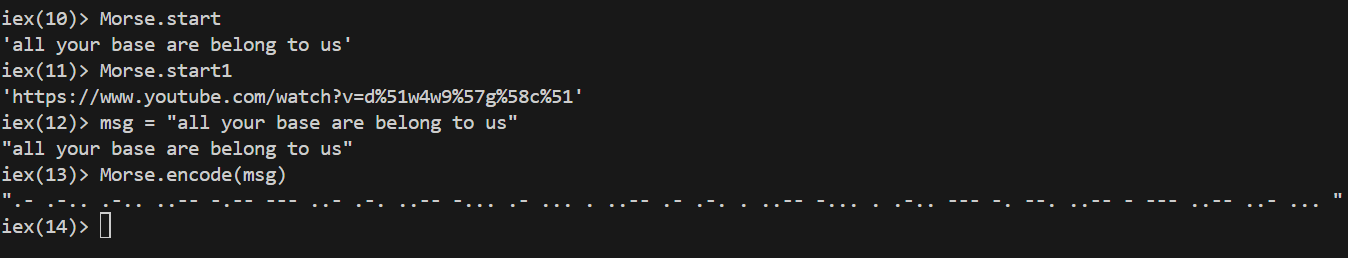 iex(10)> Morse.start
'all your base are belong to us'
iex(11)> Morse.start1
'https://www.youtube.com/watch?v=d%51w4w9%57g%58c%51'
iex(12)> msg = "all your base are belong to us"
"all your base are belong to us"
iex(13)> Morse.encode(msg)
".- .-.. .-.. ..-- -.-- --- ..- .-. ..-- -... .- ... . ..-- .- .-. . ..-- -... . .-.. --- -. --. ..-- - --- ..-- ..- ... "
iex(14)>